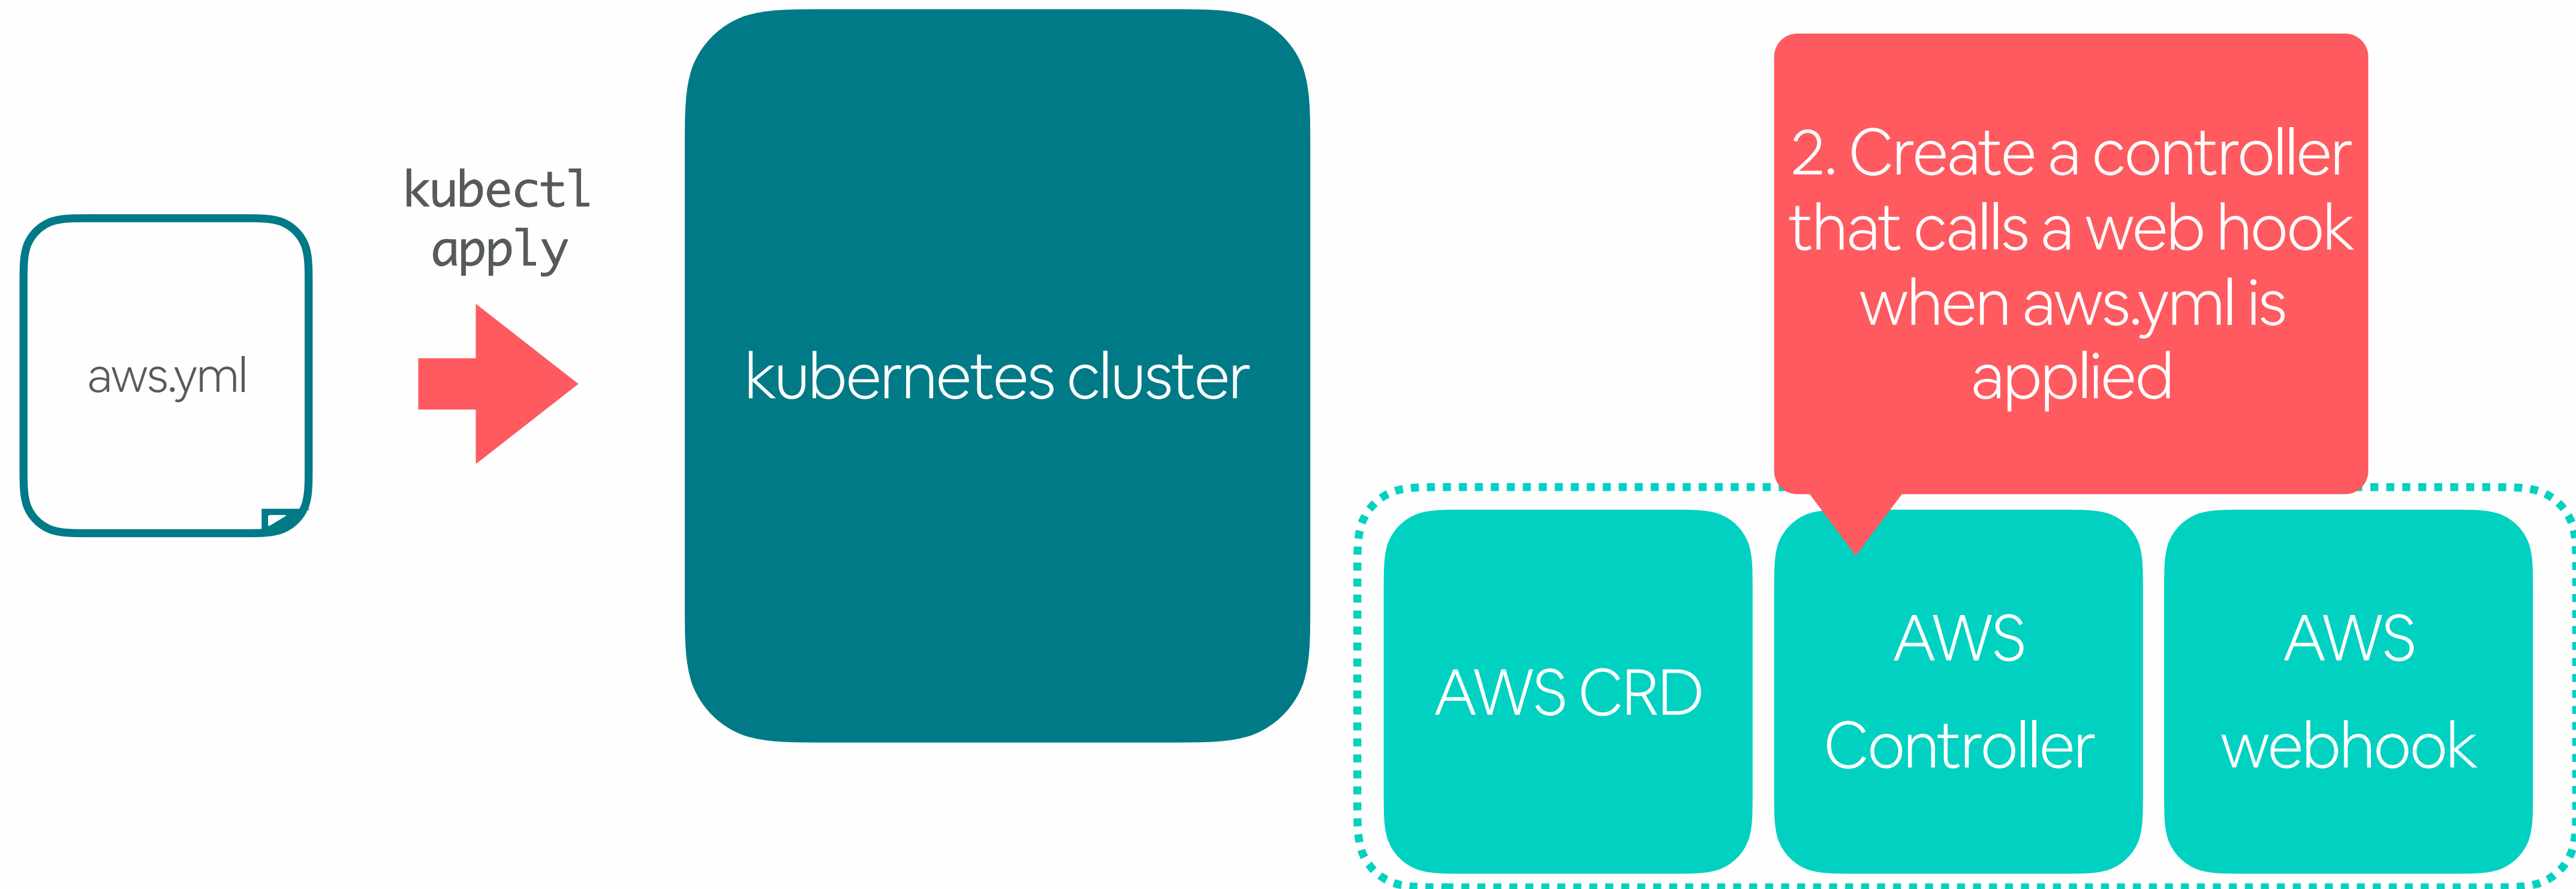 aws.yml
kubectl
apply
kubernetes cluster
2. Create a controller
that calls a web hook
when aws.yml is
applied
AWS CRD
AWS
Controller
AWS
webhook